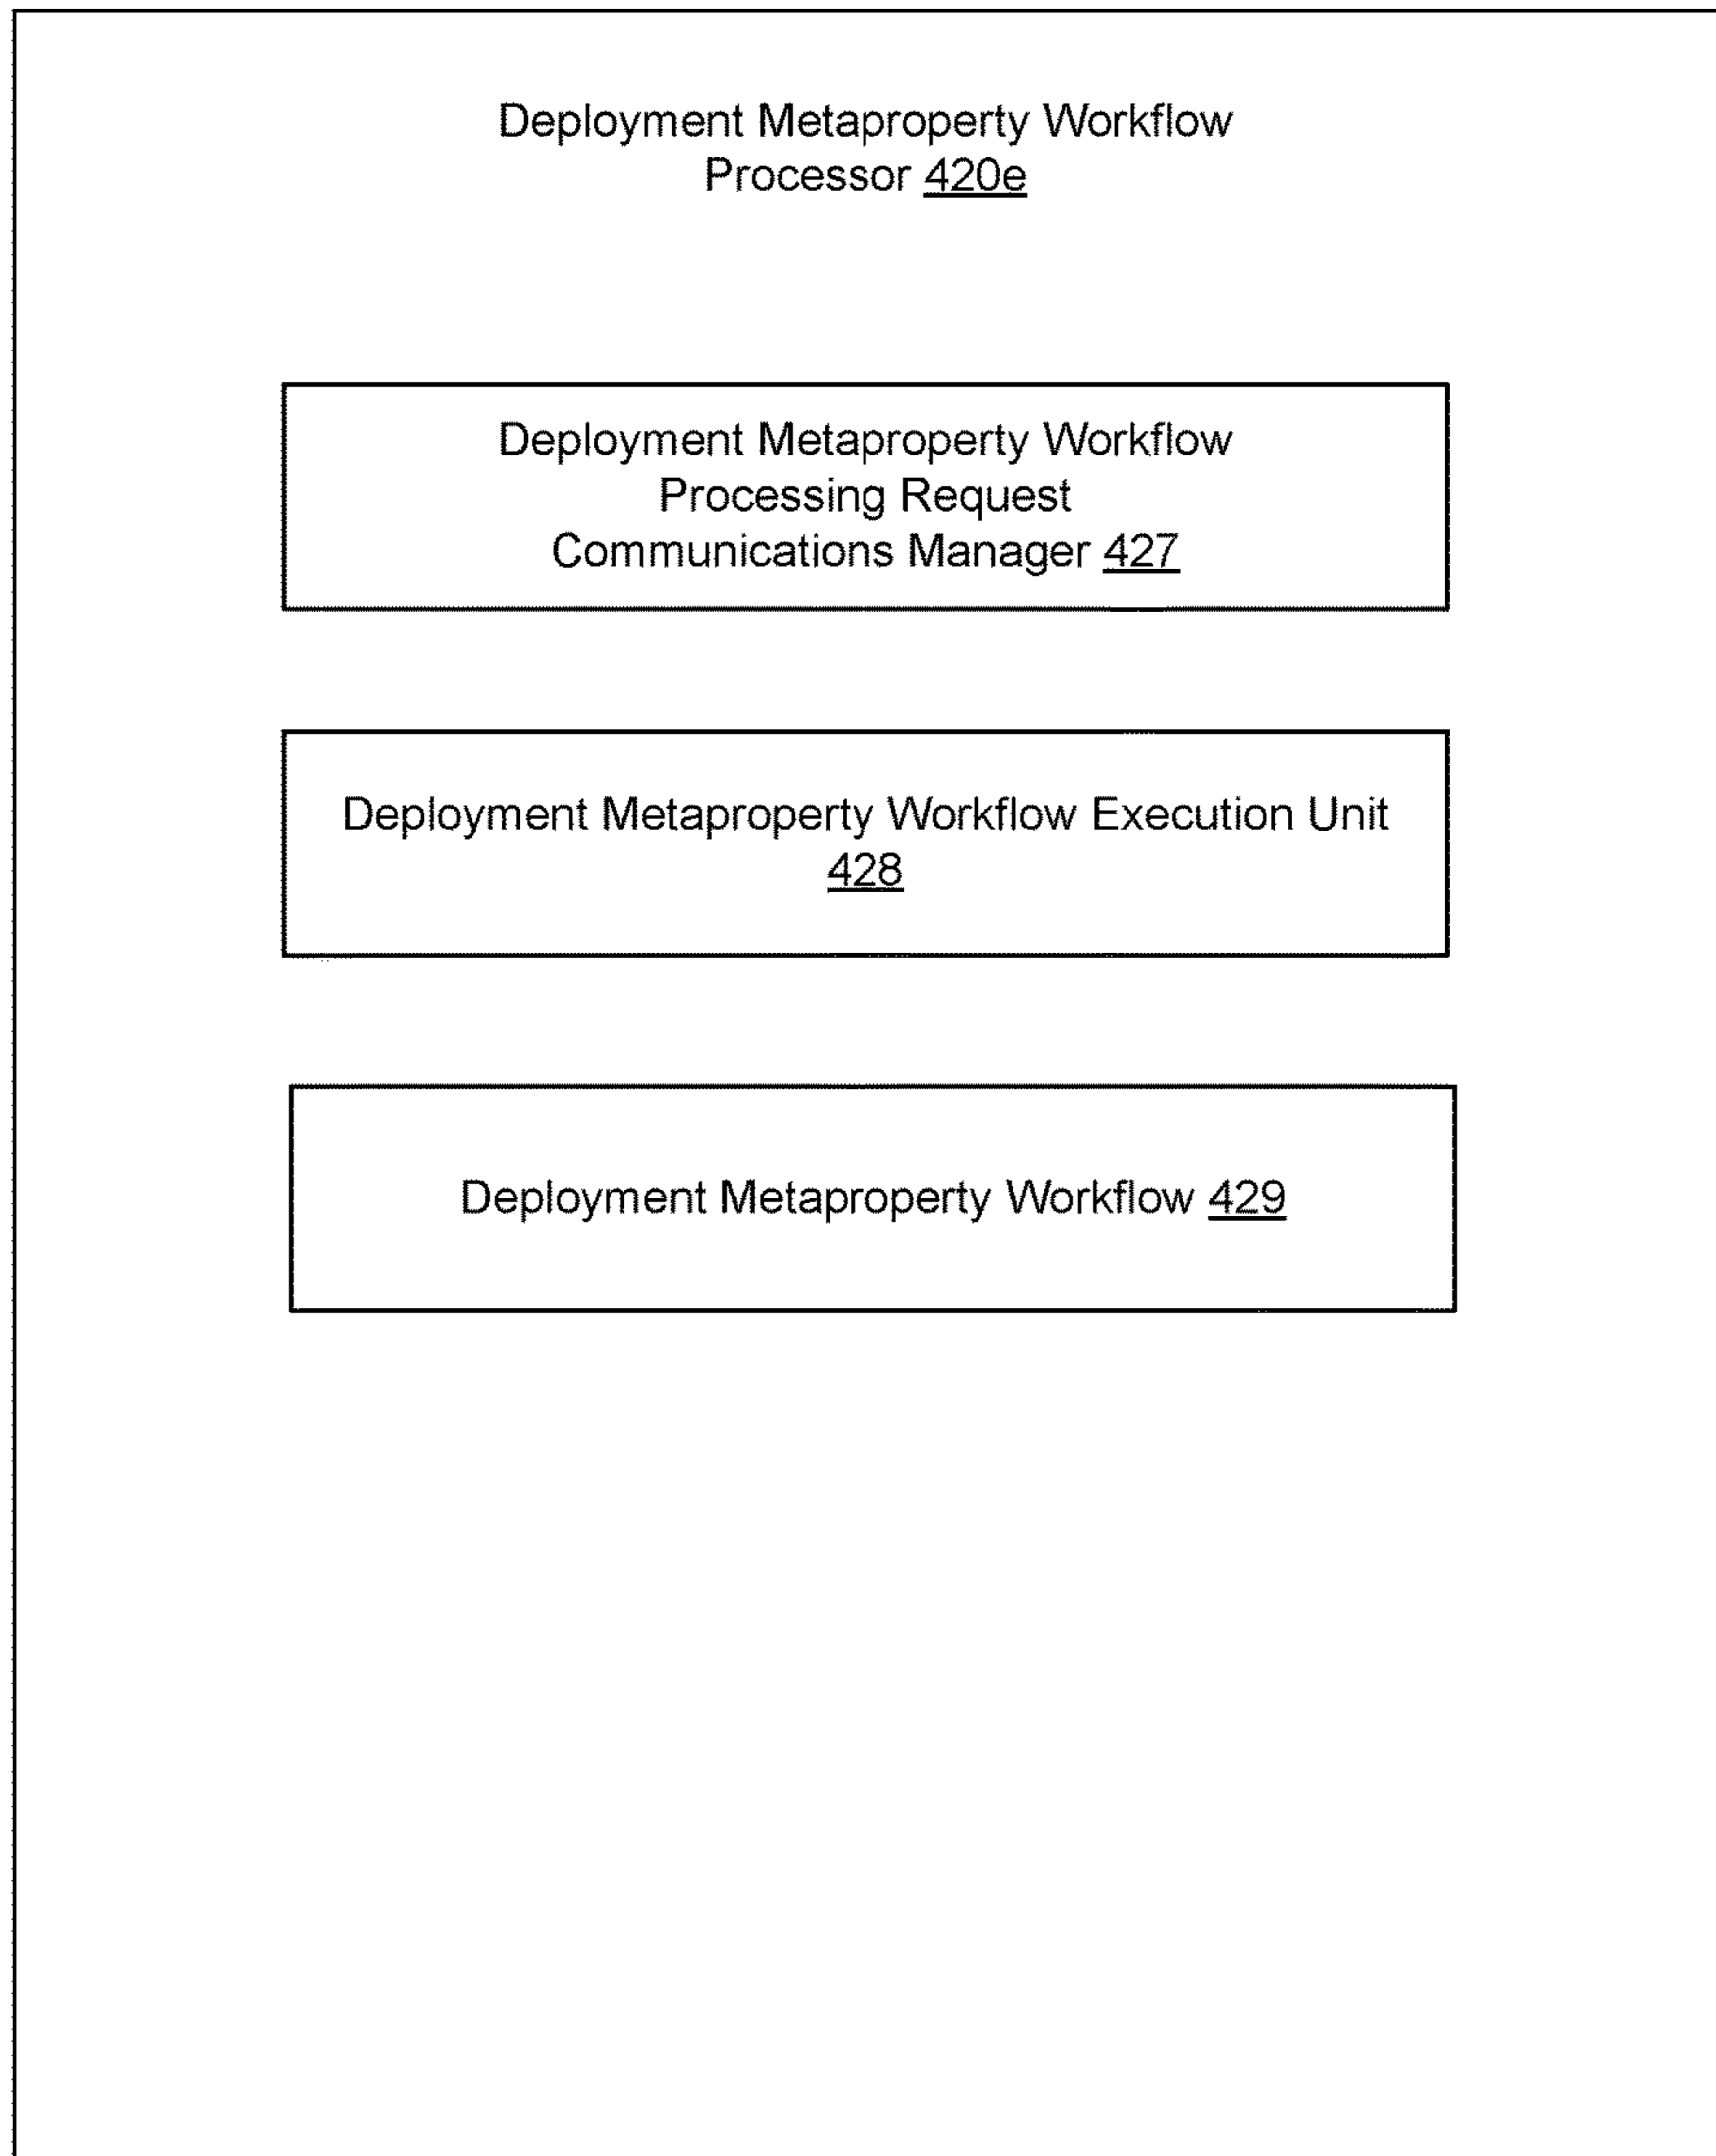 Deployment Metaproperty Workflow
Processor 420e
Deployment Metaproperty Workflow
Processing Request
Communications Manager 427
Deployment Metaproperty Workflow Execution Unit
428
Deployment Metaproperty Workflow 429